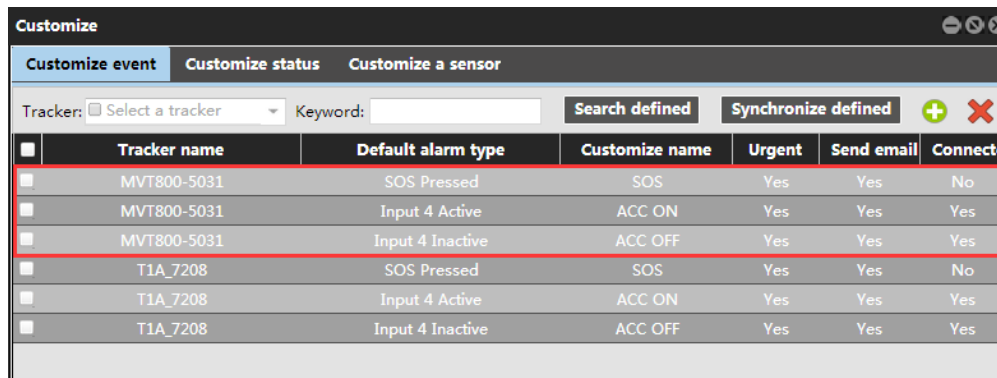 Customize
Customize event Customize status Customize a sensor
Tracker: Select a tracker Keyword: Search defined Synchronize defined
Tracker name Default alarm type Customize name Urgent Send email Connect
MVT800-5031 SOS Pressed SOS Yes Yes No
MVT800-5031 Input 4 Active ACC ON Yes Yes Yes
MVT800-5031 Input 4 Inactive ACC OFF Yes Yes Yes
T1A_7208 SOS Pressed SOS Yes Yes No
T1A_7208 Input 4 Active ACC ON Yes Yes Yes
T1A_7208 Input 4 Inactive ACC OFF Yes Yes Yes